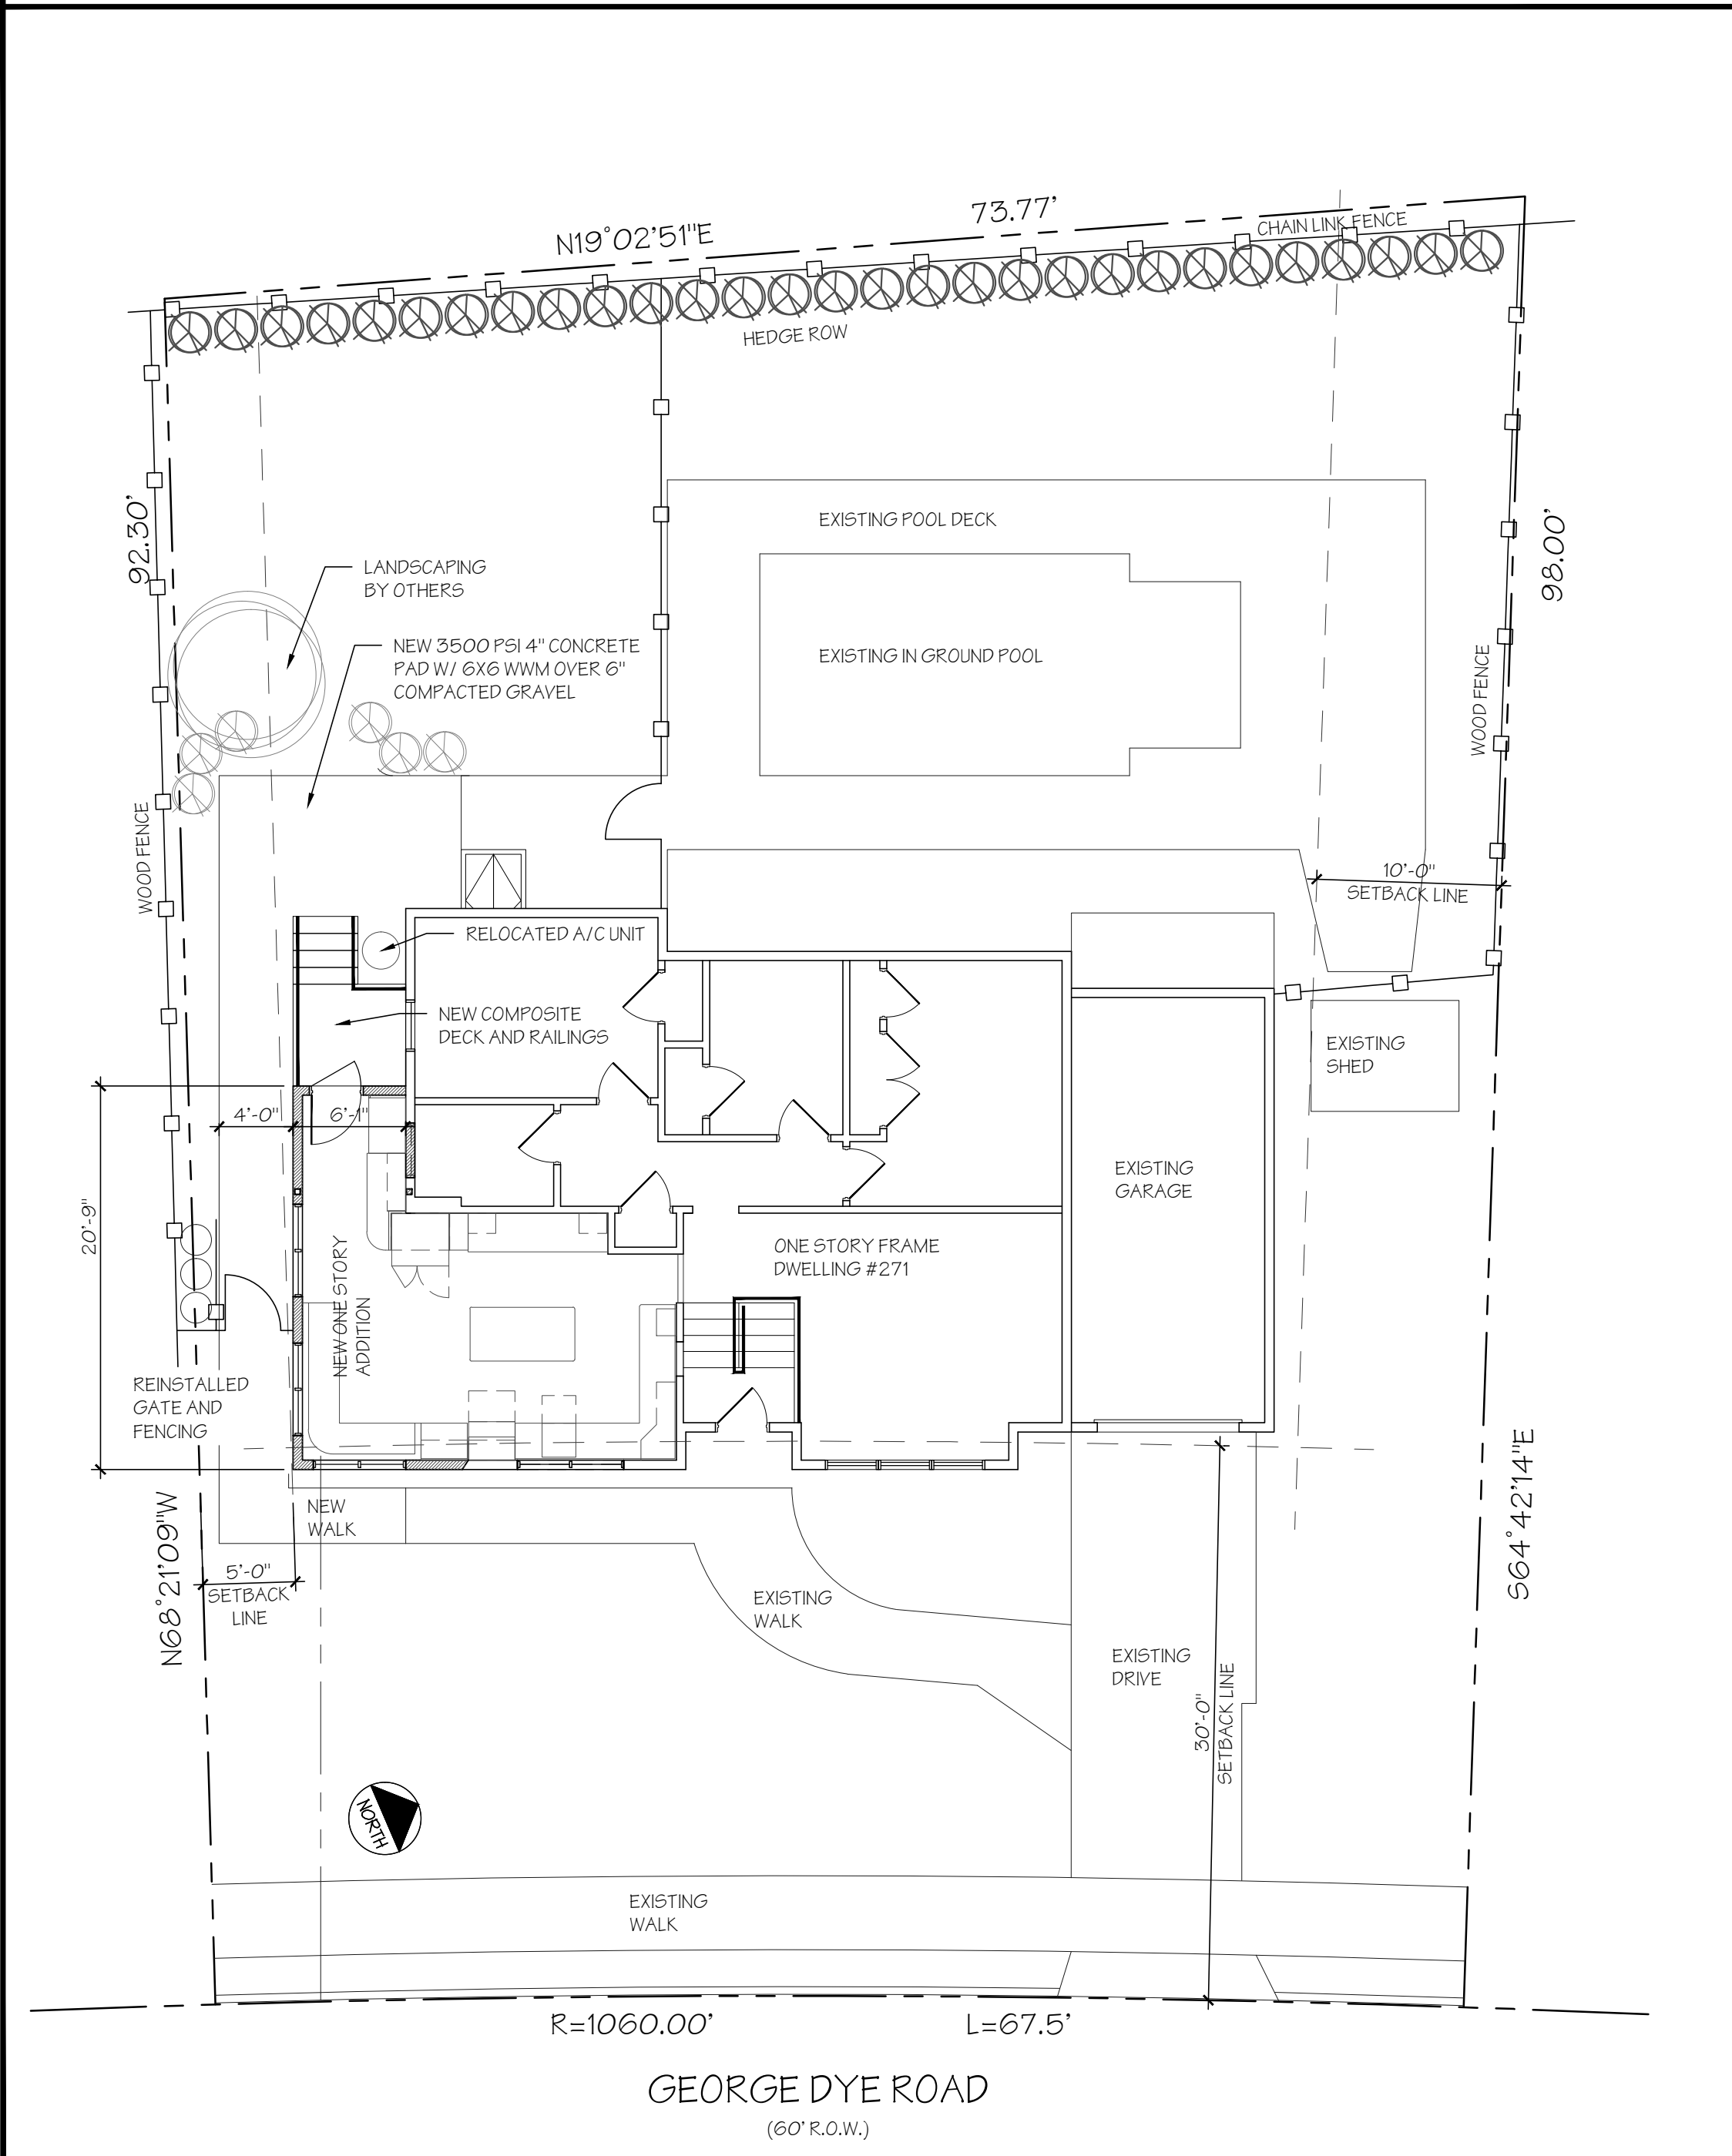 73.77'
N19°02'51"E
CHAIN LINK FENCE
HEDGE ROW
92.30'
98.00'
EXISTING POOL DECK
LANDSCAPING
BY OTHERS
NEW 3500 PSI 4" CONCRETE
PAD W/ 6X6 WWM OVER 6"
COMPACTED GRAVEL
EXISTING IN GROUND POOL
WOOD FENCE
WOOD FENCE
10'-0"
SETBACK LINE
RELOCATED A/C UNIT
NEW COMPOSITE
DECK AND RAILINGS
EXISTING
SHED
4'-0"
6'-1"
20'-9"
EXISTING
GARAGE
NEW ONE STORY
ADDITION
ONE STORY FRAME
DWELLING #271
REINSTALLED
GATE AND
FENCING
NEW
WALK
N68°21'09"W
S64°42'14"E
5'-0"
SETBACK
LINE
EXISTING
WALK
EXISTING
DRIVE
30'-0"
SETBACK LINE
NORTH
EXISTING
WALK
R=1060.00'
L=67.5'
GEORGE DYE ROAD
(60' R.O.W.)